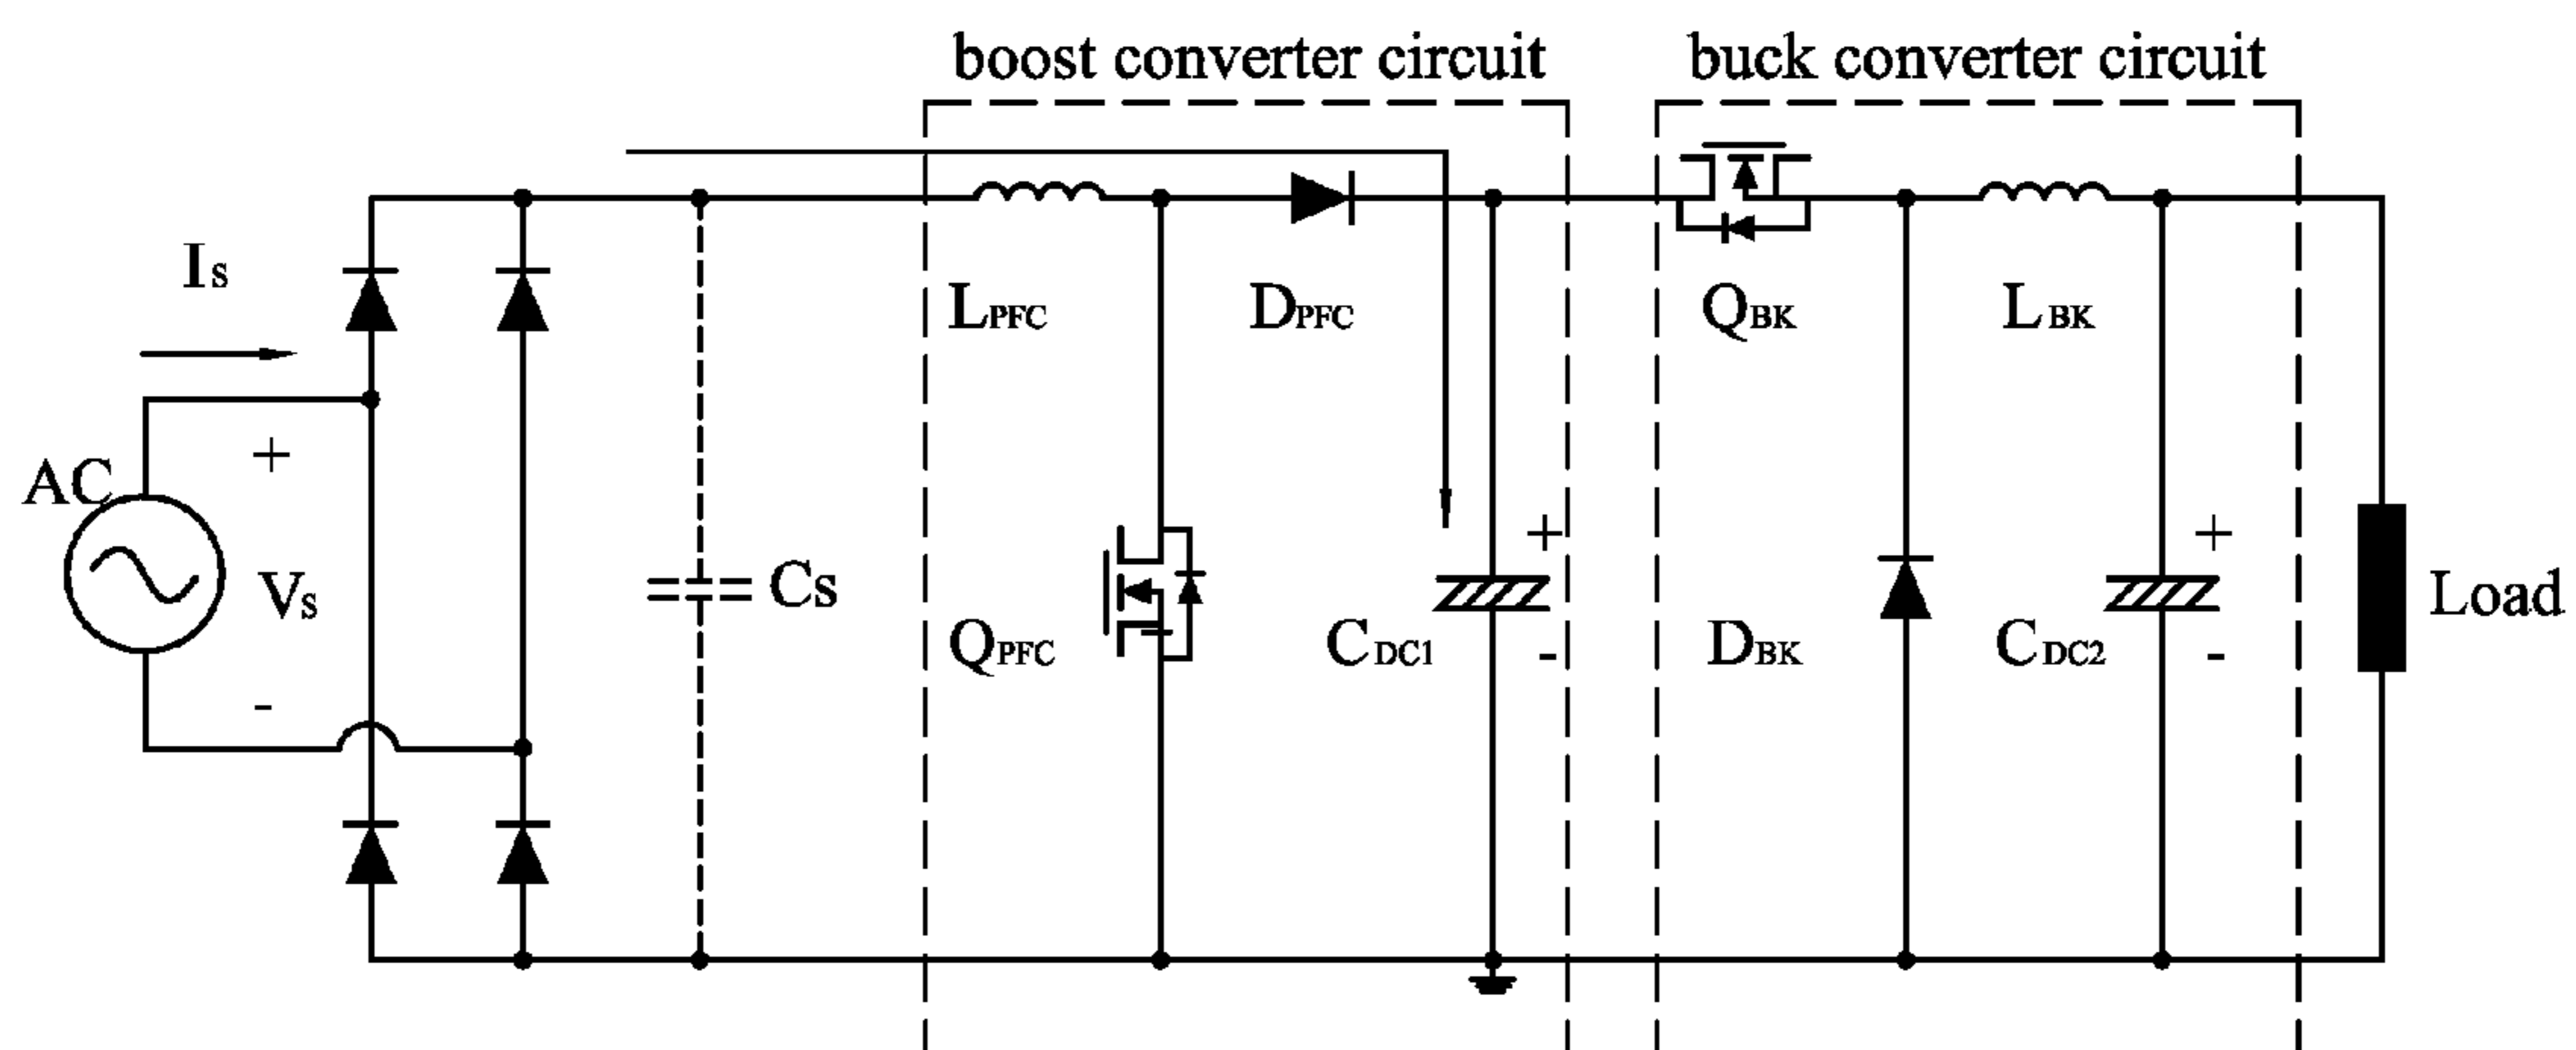 boost converter circuit
buck converter circuit
Is
LPFC
DPFC
QBK
LBK
+
AC
Vs
-
Cs
QPFC
CDC1
+
-
DBK
CDC2
+
-
Load